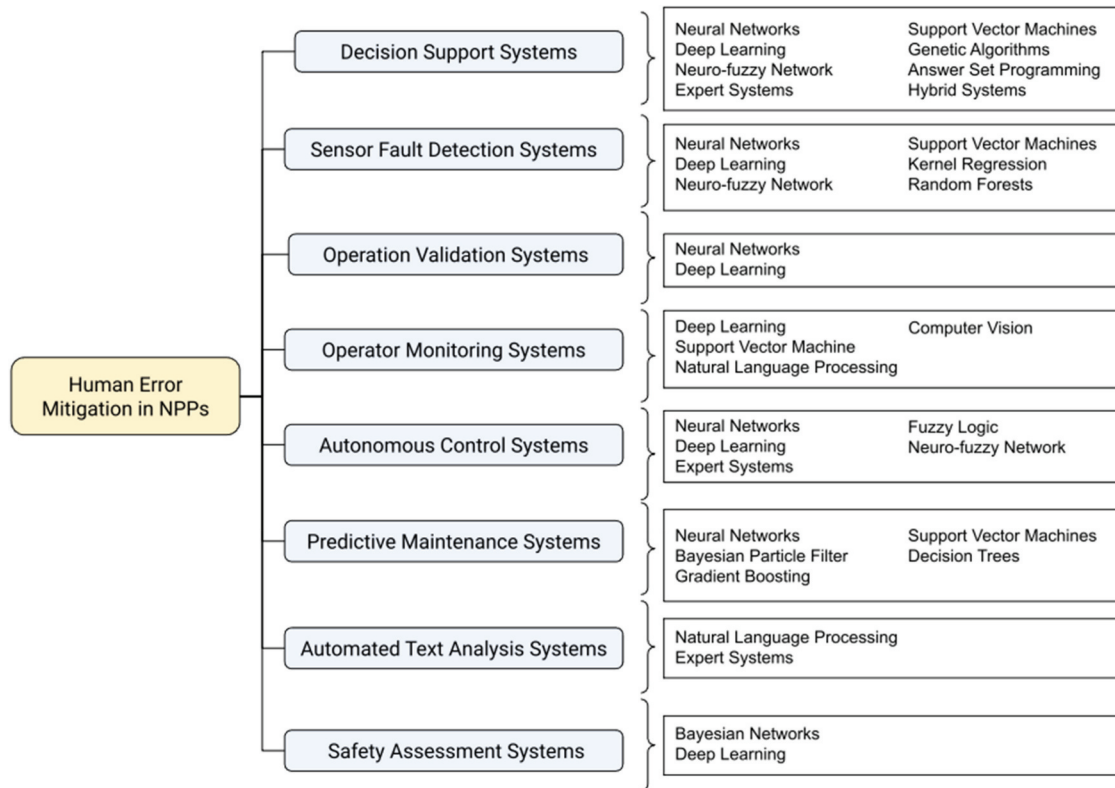 Human Error
Mitigation in NPPs
Decision Support Systems
Neural Networks
Deep Learning
Neuro-fuzzy Network
Expert Systems
Support Vector Machines
Genetic Algorithms
Answer Set Programming
Hybrid Systems
Sensor Fault Detection Systems
Neural Networks
Deep Learning
Neuro-fuzzy Network
Support Vector Machines
Kernel Regression
Random Forests
Operation Validation Systems
Neural Networks
Deep Learning
Operator Monitoring Systems
Deep Learning
Support Vector Machine
Natural Language Processing
Computer Vision
Autonomous Control Systems
Neural Networks
Deep Learning
Expert Systems
Fuzzy Logic
Neuro-fuzzy Network
Predictive Maintenance Systems
Neural Networks
Bayesian Particle Filter
Gradient Boosting
Support Vector Machines
Decision Trees
Automated Text Analysis Systems
Natural Language Processing
Expert Systems
Safety Assessment Systems
Bayesian Networks
Deep Learning